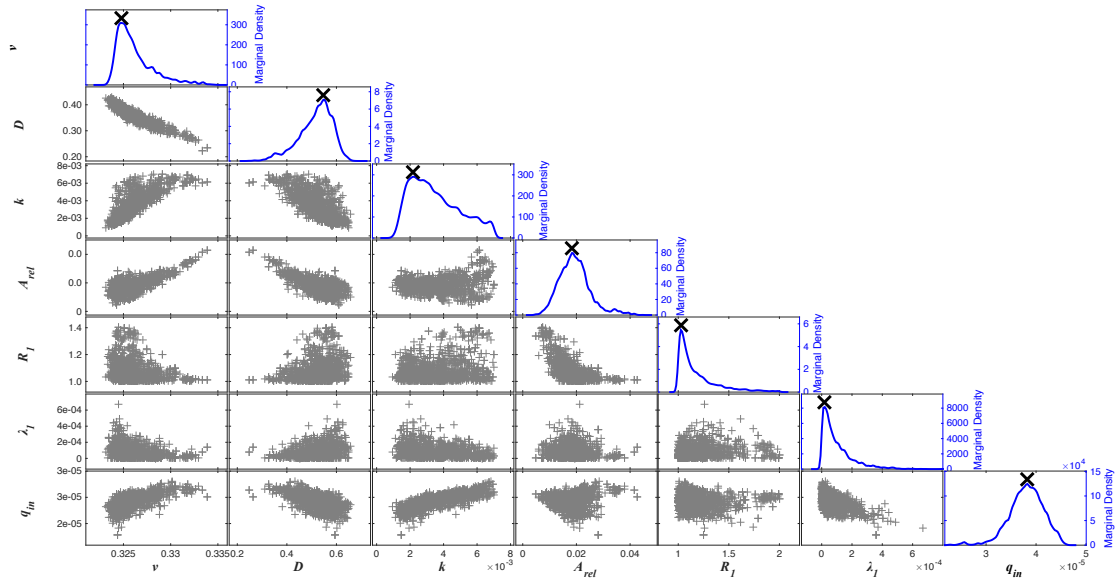 v
300
200
100
0
Marginal Density
D
0.40
0.30
0.20
8
6
4
2
0
Marginal Density
k
8e-03
6e-03
4e-03
2e-03
0
300
200
100
0
Marginal Density
A_rel
0.0
0.0
0
80
60
40
20
0
Marginal Density
R_1
1.4
1.2
1.0
6
4
2
0
Marginal Density
λ_1
6e-04
4e-04
2e-04
0
8000
6000
4000
2000
0
Marginal Density
q_in
3e-05
3e-05
2e-05
×10^4
15
10
5
0
Marginal Density
0.325 0.33 0.335
0.2 0.4 0.6
0 2 4 6 8
×10^-3
0 0.02 0.04
1 1.5 2
0 2 4 6
×10^-4
3 4 5
×10^-5
v D k A_rel R_1 λ_1 q_in